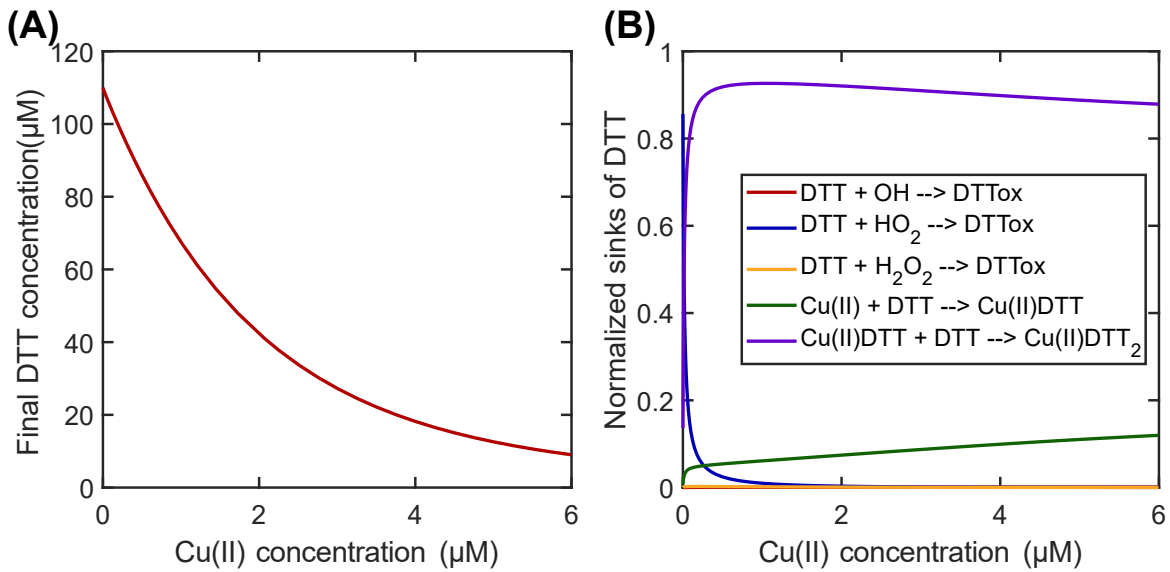 (A)
120
100
80
60
40
20
0
0 2 4 6
Final DTT concentration(μM)
Cu(II) concentration (μM)
(B)
1
0.8
0.6
0.4
0.2
0
0 2 4 6
Normalized sinks of DTT
Cu(II) concentration (μM)
DTT + OH --> DTTox
DTT + HO₂ --> DTTox
DTT + H₂O₂ --> DTTox
Cu(II) + DTT --> Cu(II)DTT
Cu(II)DTT + DTT --> Cu(II)DTT₂